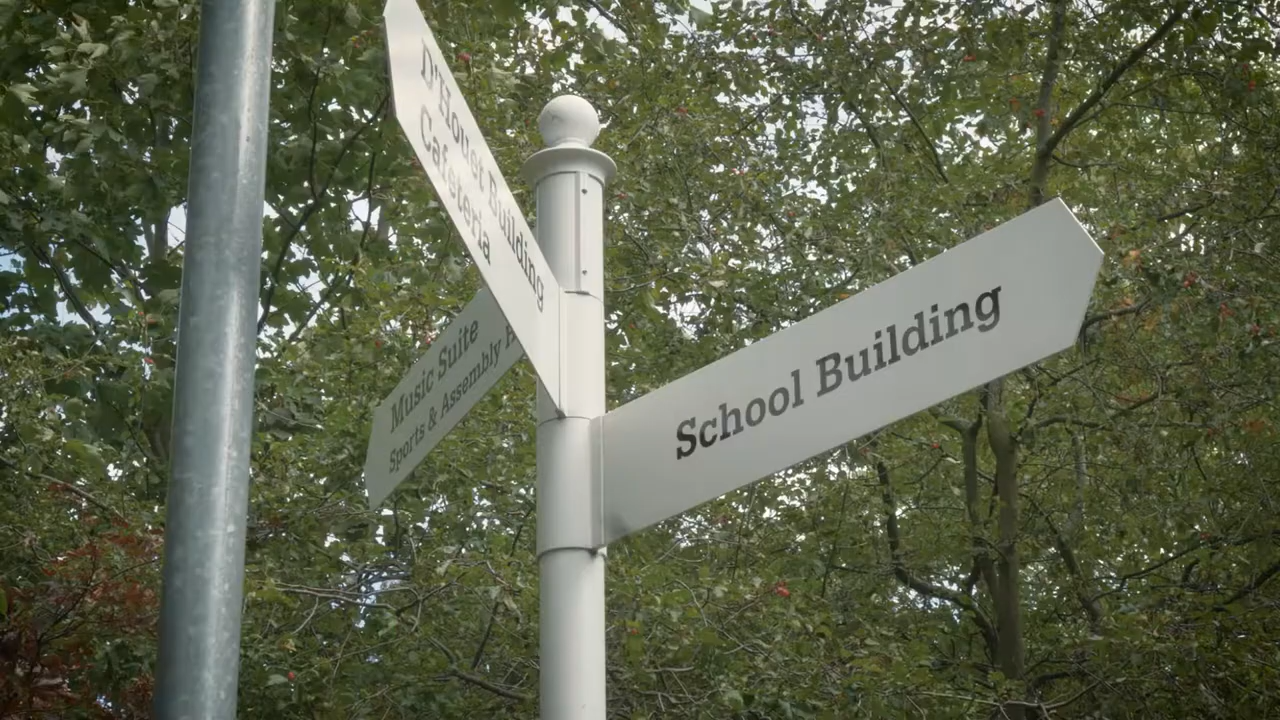 D'Houet Building
Cafeteria
Music Suite
Sports & Assembly
School Building